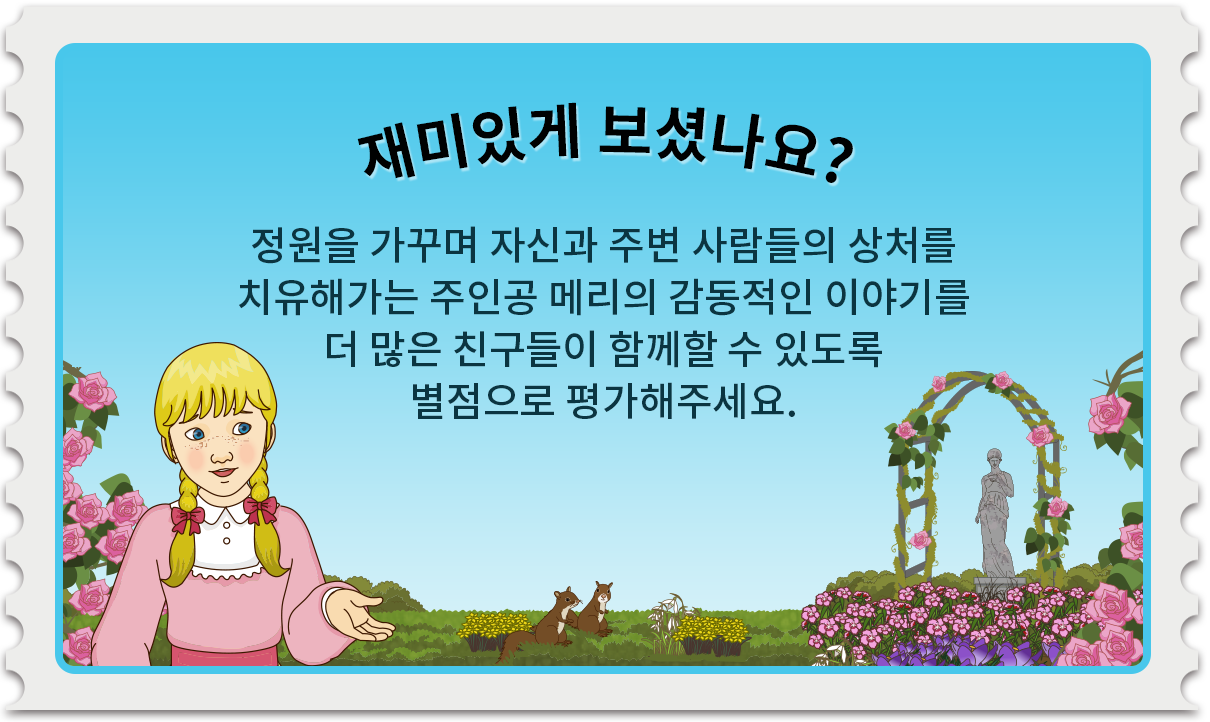 재미있게 보셨나요?
정원을 가꾸며 자신과 주변 사람들의 상처를
치유해가는 주인공 메리의 감동적인 이야기를
더 많은 친구들이 함께할 수 있도록
별점으로 평가해주세요.